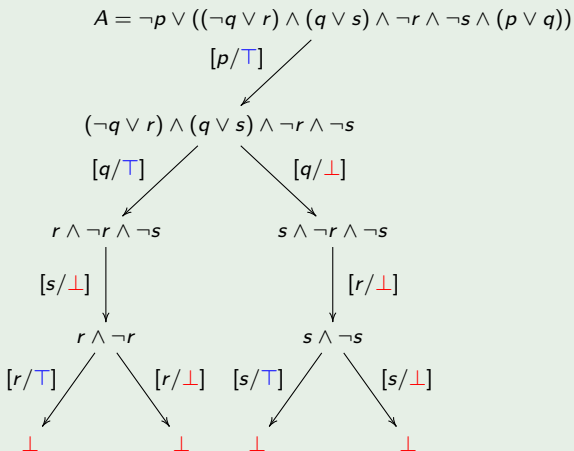 A = ¬p ∨ ((¬q ∨ r) ∧ (q ∨ s) ∧ ¬r ∧ ¬s ∧ (p ∨ q))
[p/⊤]
(¬q ∨ r) ∧ (q ∨ s) ∧ ¬r ∧ ¬s
[q/⊤] [q/⊥]
r ∧ ¬r ∧ ¬s s ∧ ¬r ∧ ¬s
[s/⊥] [r/⊥]
r ∧ ¬r s ∧ ¬s
[r/⊤] [r/⊥] [s/⊤] [s/⊥]
⊥ ⊥ ⊥ ⊥